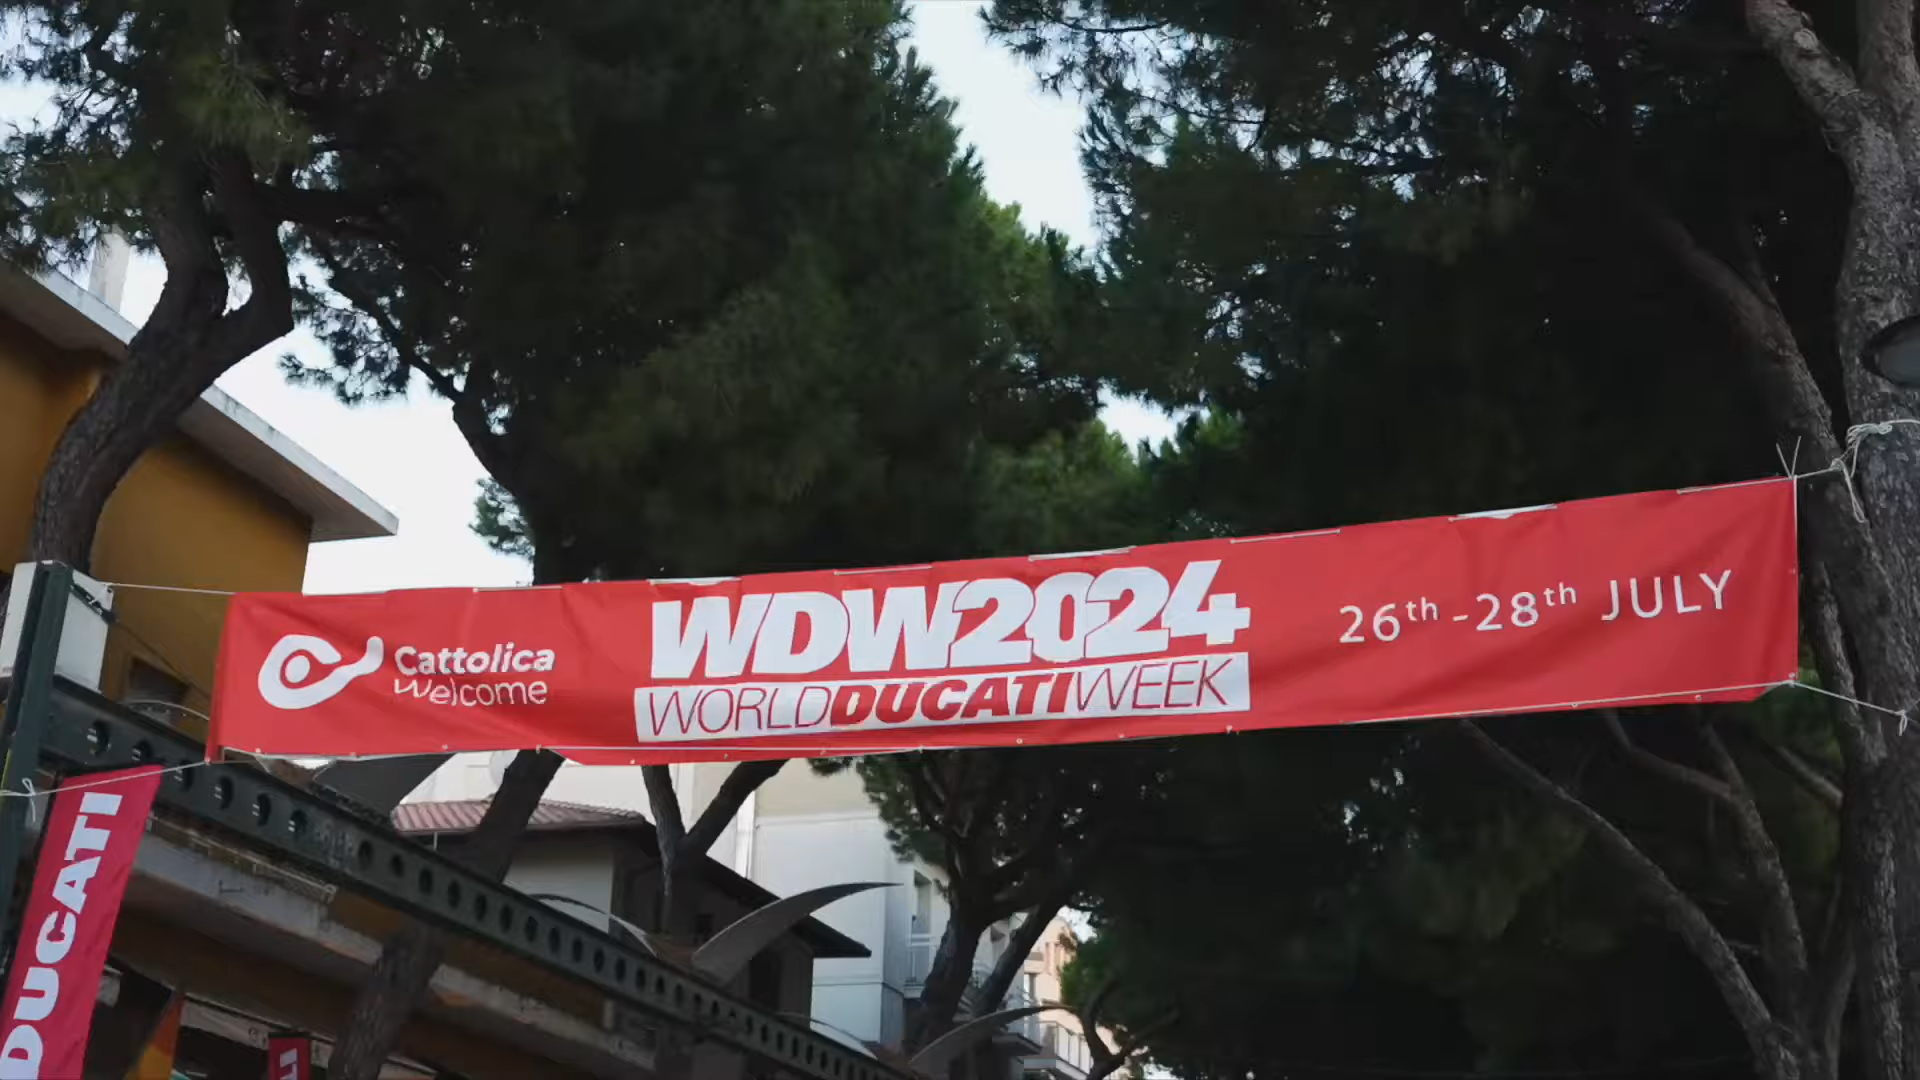 Cattolica
welcome
WDW2024
WORLDDUCATIWEEK
26th - 28th JULY
DUCATI